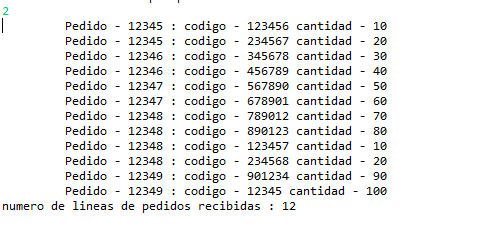 2
Pedido - 12345 : codigo - 123456 cantidad - 10
Pedido - 12345 : codigo - 234567 cantidad - 20
Pedido - 12346 : codigo - 345678 cantidad - 30
Pedido - 12346 : codigo - 456789 cantidad - 40
Pedido - 12347 : codigo - 567890 cantidad - 50
Pedido - 12347 : codigo - 678901 cantidad - 60
Pedido - 12348 : codigo - 789012 cantidad - 70
Pedido - 12348 : codigo - 890123 cantidad - 80
Pedido - 12348 : codigo - 123457 cantidad - 10
Pedido - 12348 : codigo - 234568 cantidad - 20
Pedido - 12349 : codigo - 901234 cantidad - 90
Pedido - 12349 : codigo - 12345 cantidad - 100
numero de lineas de pedidos recibidas : 12